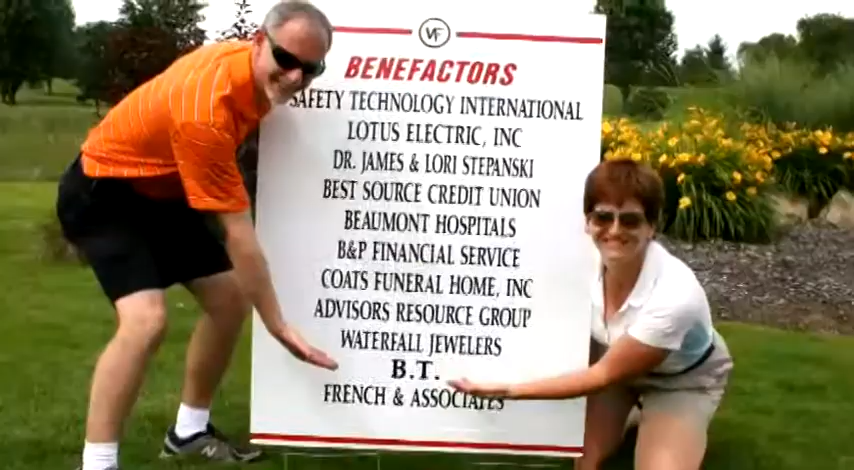 VF
BENEFACTORS
SAFETY TECHNOLOGY INTERNATIONAL
LOTUS ELECTRIC, INC
DR. JAMES & LORI STEPANSKI
BEST SOURCE CREDIT UNION
BEAUMONT HOSPITALS
B&P FINANCIAL SERVICE
COATS FUNERAL HOME, INC
ADVISORS RESOURCE GROUP
WATERFALL JEWELERS
B.T.
FRENCH & ASSOCIATES